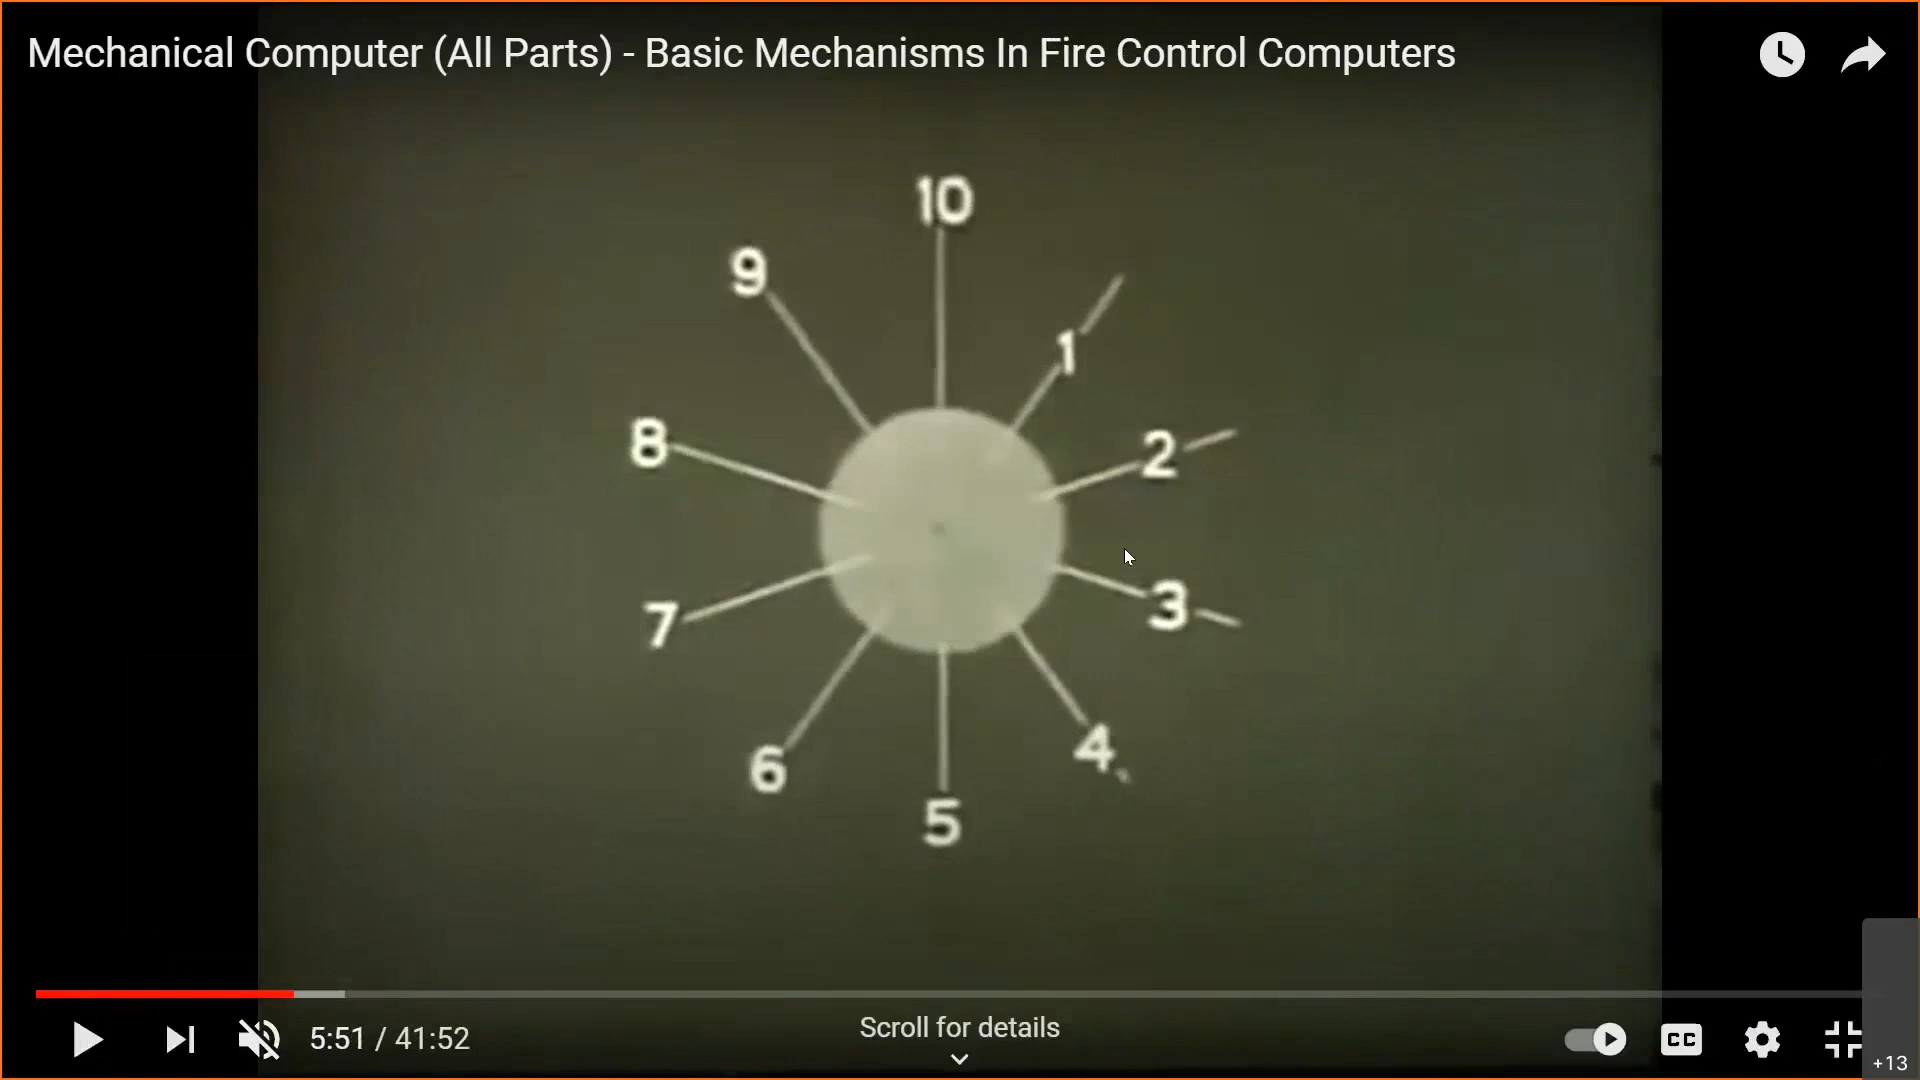 Mechanical Computer (All Parts) - Basic Mechanisms In Fire Control Computers
10
9
1
8
2
7
3
6
4
5
5:51 / 41:52
Scroll for details
CC
+13